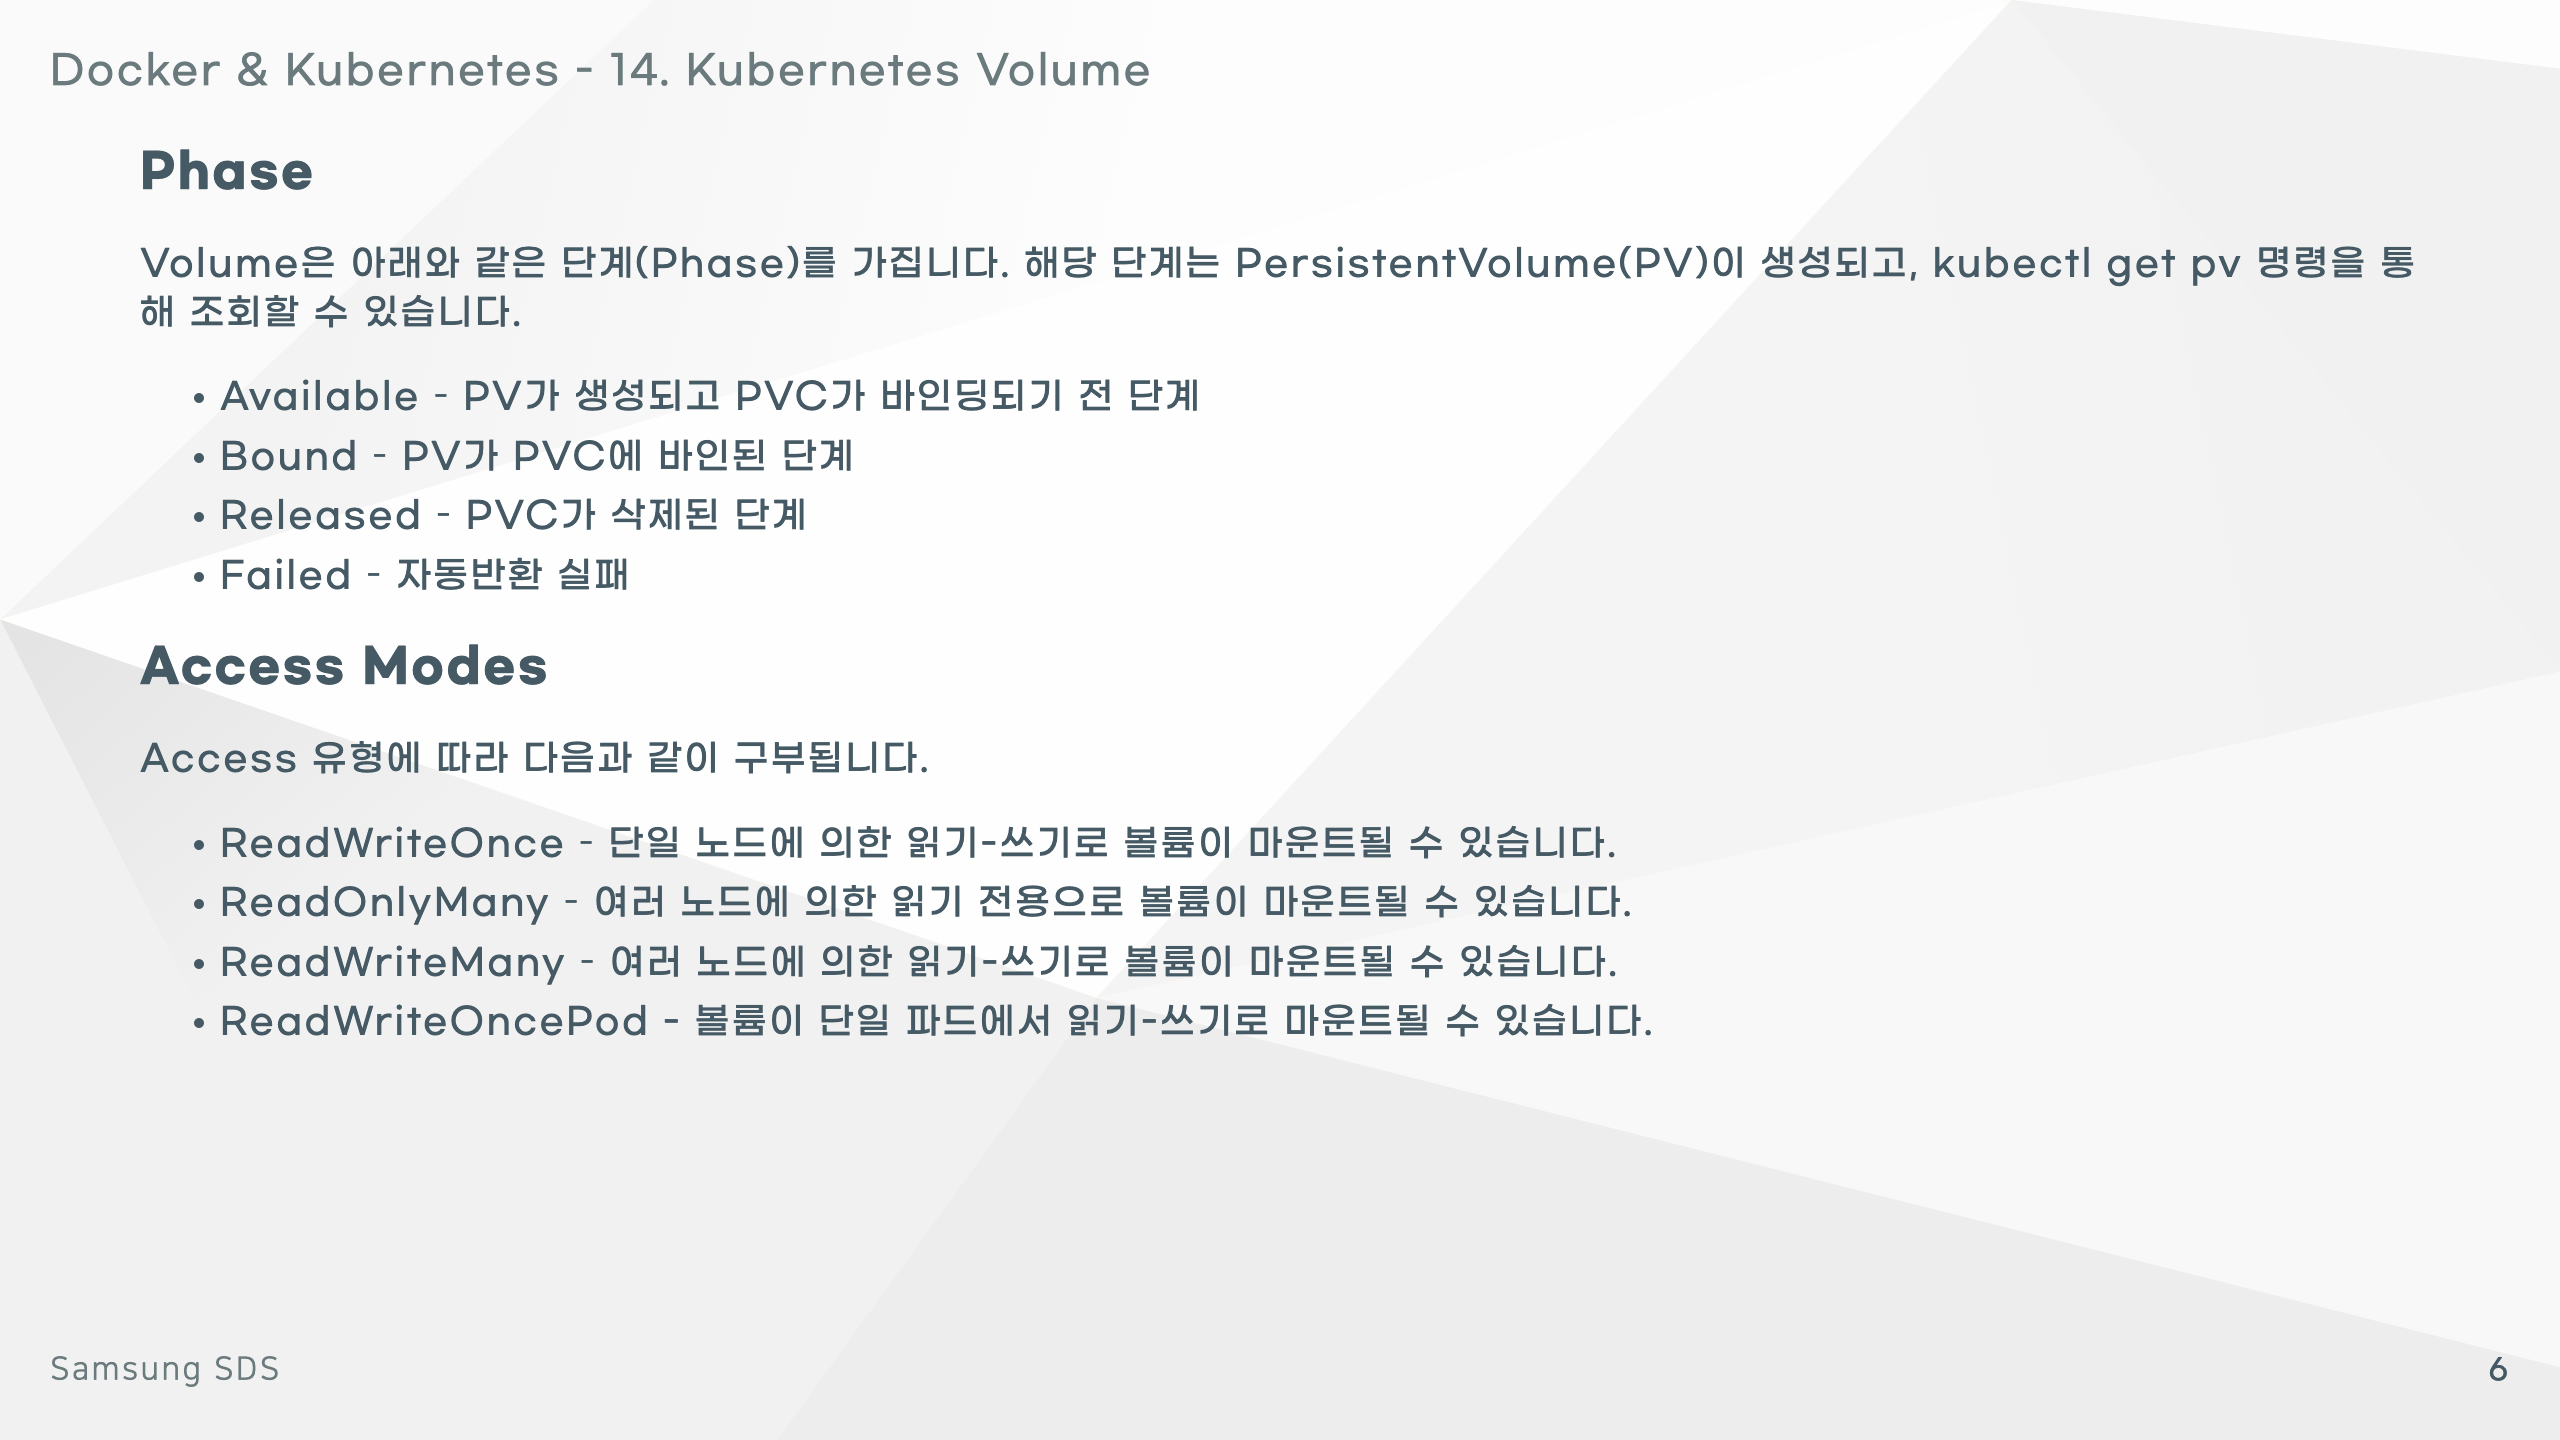 Docker & Kubernetes - 14. Kubernetes Volume
Phase
Volume은 아래와 같은 단계(Phase)를 가집니다. 해당 단계는 PersistentVolume(PV)이 생성되고, kubectl get pv 명령을 통
해 조회할 수 있습니다.
• Available - PV가 생성되고 PVC가 바인딩되기 전 단계
• Bound - PV가 PVC에 바인된 단계
• Released - PVC가 삭제된 단계
• Failed - 자동반환 실패
Access Modes
Access 유형에 따라 다음과 같이 구부됩니다.
• ReadWriteOnce - 단일 노드에 의한 읽기-쓰기로 볼륨이 마운트될 수 있습니다.
• ReadOnlyMany - 여러 노드에 의한 읽기 전용으로 볼륨이 마운트될 수 있습니다.
• ReadWriteMany - 여러 노드에 의한 읽기-쓰기로 볼륨이 마운트될 수 있습니다.
• ReadWriteOncePod - 볼륨이 단일 파드에서 읽기-쓰기로 마운트될 수 있습니다.
Samsung SDS
6